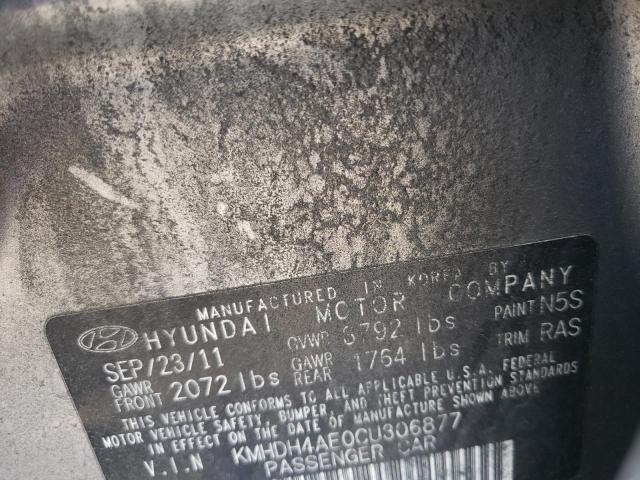 MANUFACTURED IN KOREA BY
HYUNDAI MOTOR COMPANY
SEP/23/11 GVWR 3792 lbs PAINT N5S
GAWR FRONT 2072 lbs GAWR REAR 1764 lbs TRIM RAS
THIS VEHICLE CONFORMS TO ALL APPLICABLE U.S.A. FEDERAL
MOTOR VEHICLE SAFETY, BUMPER, AND THEFT PREVENTION STANDARDS
IN EFFECT ON THE DATE OF MANUFACTURE SHOWN ABOVE
V.I.N KMHDH4AE0CU306877
PASSENGER CAR